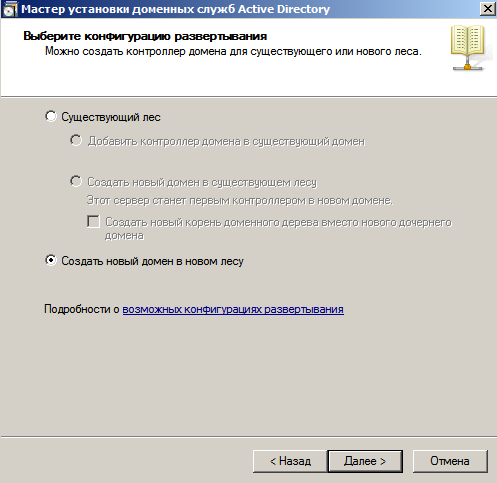 Мастер установки доменных служб Active Directory
Выберите конфигурацию развертывания
Можно создать контроллер домена для существующего или нового леса.
Существующий лес
Добавить контроллер домена в существующий домен
Создать новый домен в существующем лесу
Этот сервер станет первым контроллером в новом домене.
Создать новый корень доменного дерева вместо нового дочернего
домена
Создать новый домен в новом лесу
Подробности о возможных конфигурациях развертывания
< Назад
Далее >
Отмена